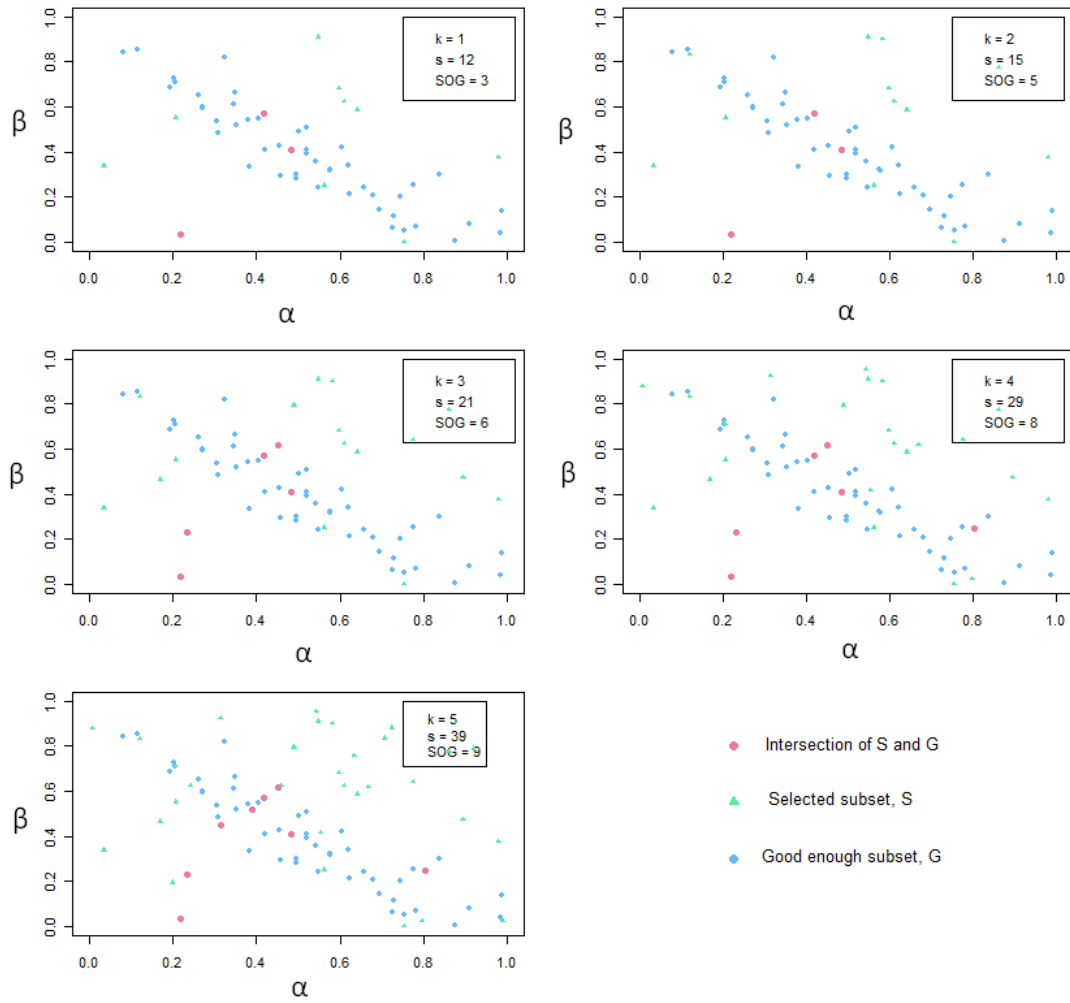 k = 1
s = 12
SOG = 3
β
0.0 0.2 0.4 0.6 0.8 1.0
0.0 0.2 0.4 0.6 0.8 1.0
α
k = 2
s = 15
SOG = 5
β
0.0 0.2 0.4 0.6 0.8 1.0
0.0 0.2 0.4 0.6 0.8 1.0
α
k = 3
s = 21
SOG = 6
β
0.0 0.2 0.4 0.6 0.8 1.0
0.0 0.2 0.4 0.6 0.8 1.0
α
k = 4
s = 29
SOG = 8
β
0.0 0.2 0.4 0.6 0.8 1.0
0.0 0.2 0.4 0.6 0.8 1.0
α
k = 5
s = 39
SOG = 9
β
0.0 0.2 0.4 0.6 0.8 1.0
0.0 0.2 0.4 0.6 0.8 1.0
α
Intersection of S and G
Selected subset, S
Good enough subset, G